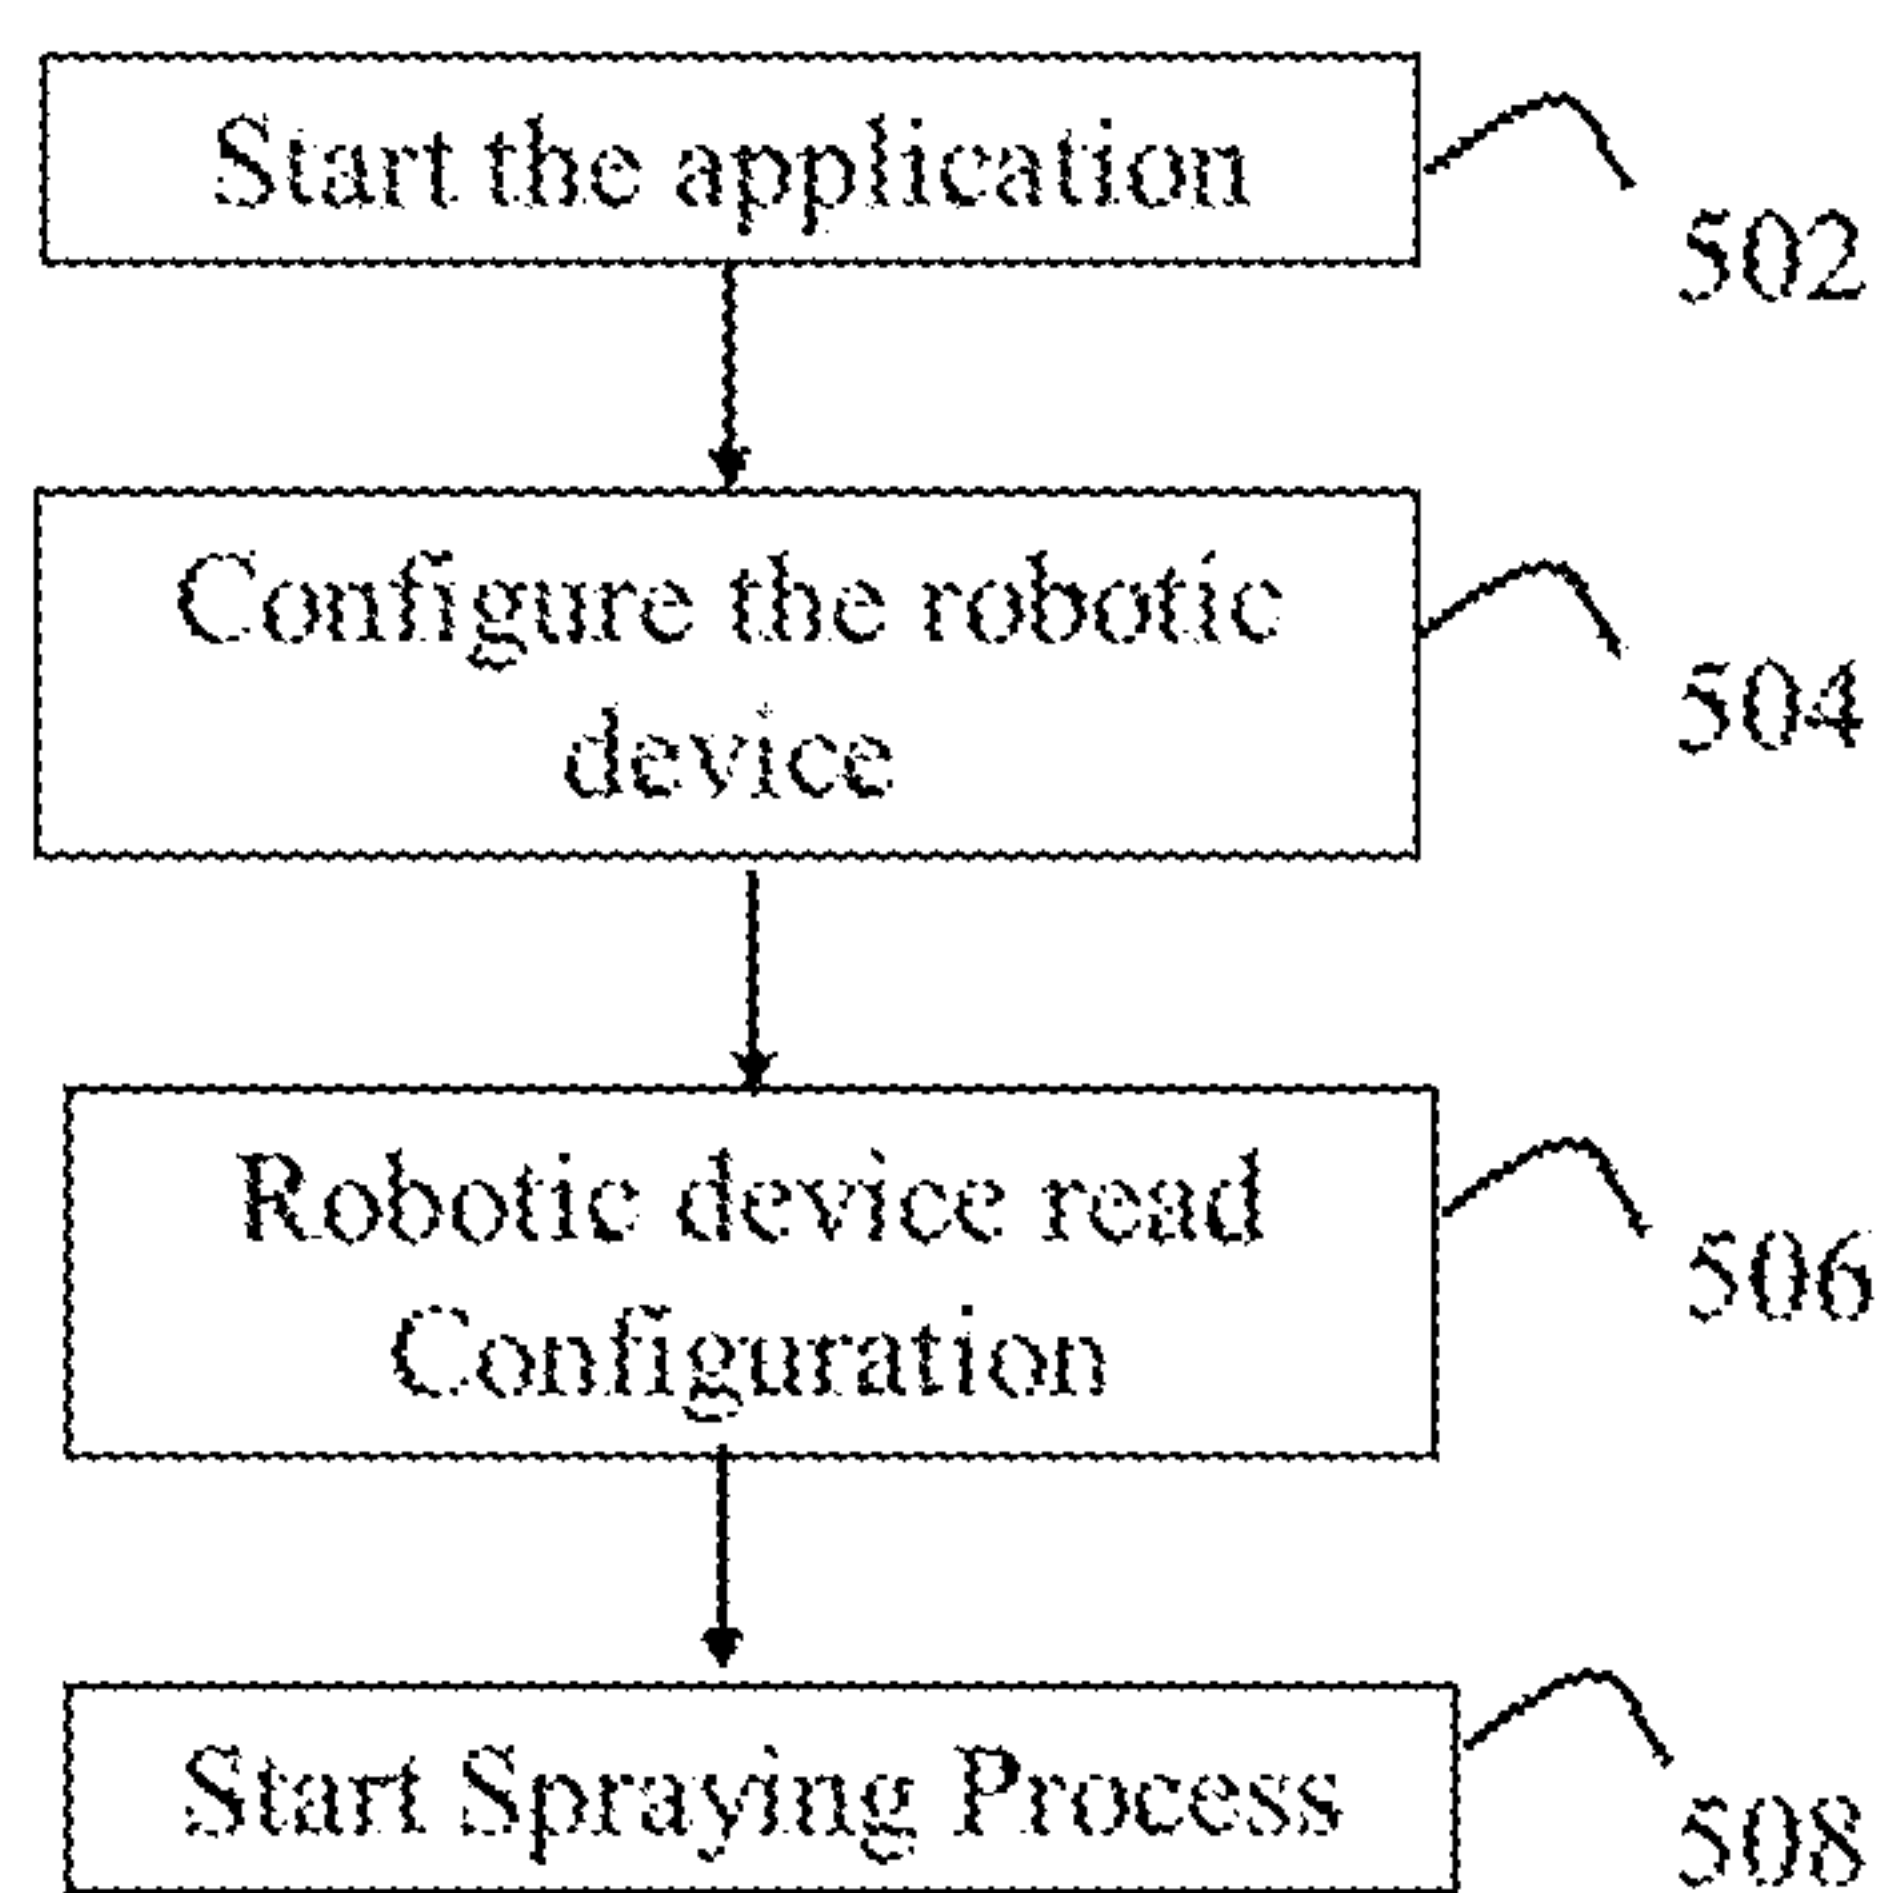 Start the application
502
Configure the robotic
device
504
Robotic device read
Configuration
506
Start Spraying Process
508